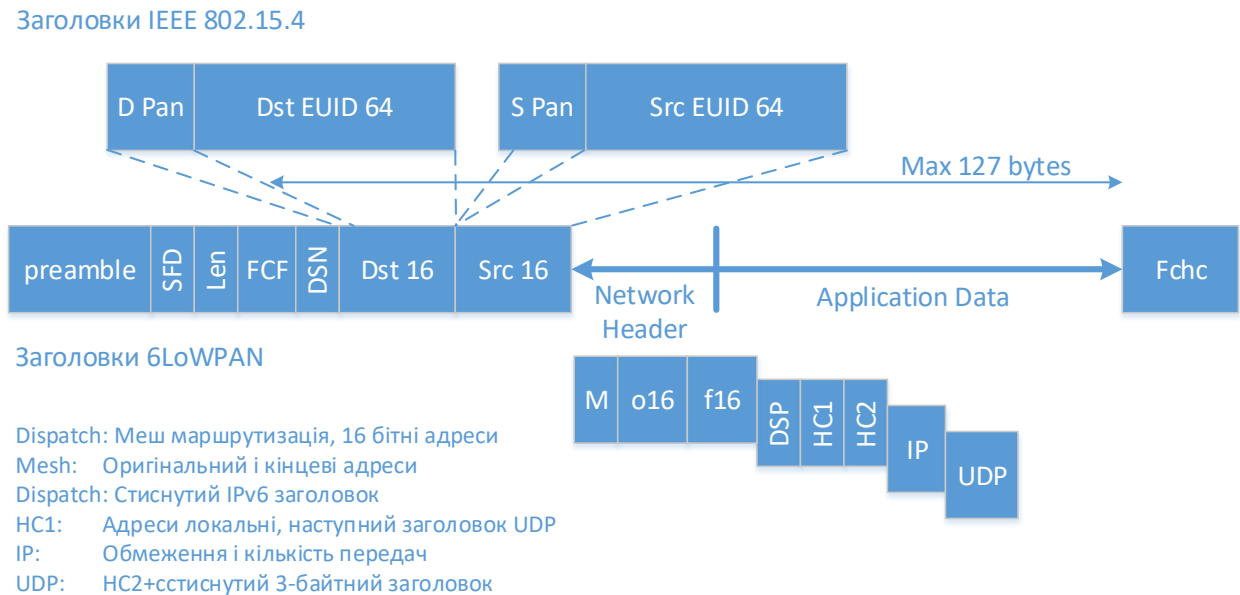 Заголовки IEEE 802.15.4
D Pan Dst EUID 64 S Pan Src EUID 64
Max 127 bytes
preamble SFD Len FCF DSN Dst 16 Src 16 Fchc
Network Header
Application Data
Заголовки 6LoWPAN
M o16 f16 DSP HC1 HC2 IP UDP
Dispatch: Меш маршрутизація, 16 бітні адреси
Mesh: Оригінальний і кінцеві адреси
Dispatch: Стиснутий IPv6 заголовок
HC1: Адреси локальні, наступний заголовок UDP
IP: Обмеження і кількість передач
UDP: HC2+сстиснутий 3-байтний заголовок